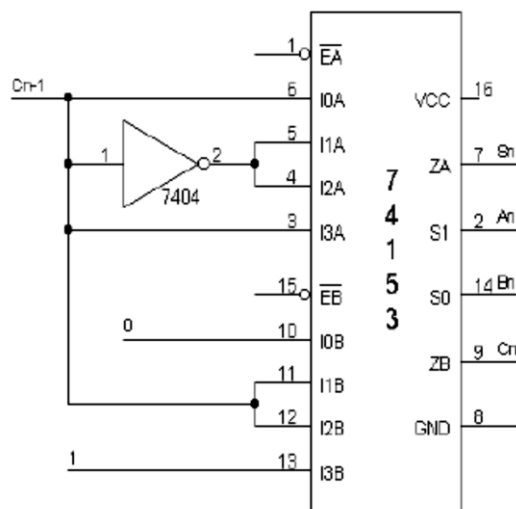 1 E̅A̅
Cn-1 6 I0A VCC 16
5 I1A
1 2 ZA 7 Sn
4 I2A
7404
3 I3A S1 2 An
15 E̅B̅ S0 14 Bn
0 10 I0B
ZB 9 Cn
11 I1B
12 I2B GND 8
1 13 I3B
7
4
1
5
3